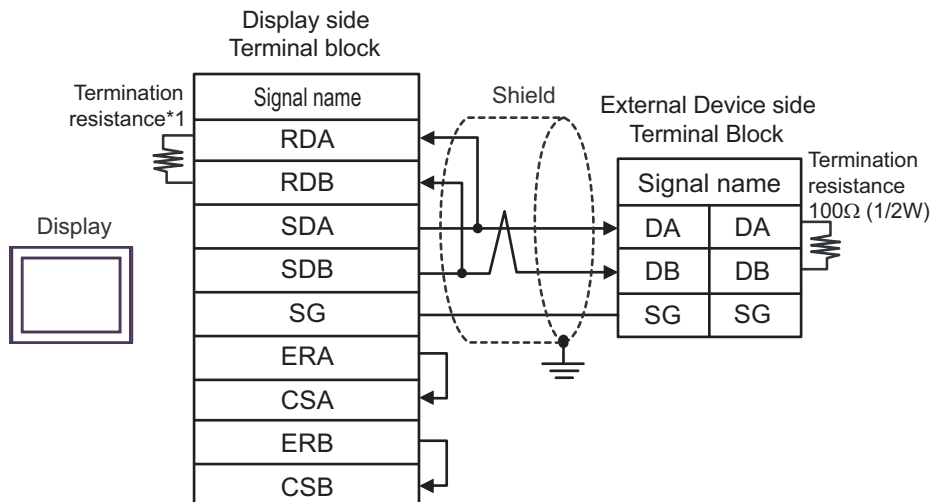 Display side
Terminal block
Termination
resistance*1
Signal name
RDA
RDB
SDA
SDB
SG
ERA
CSA
ERB
CSB
Display
Shield
External Device side
Terminal Block
Signal name
DA DA
DB DB
SG SG
Termination
resistance
100Ω (1/2W)